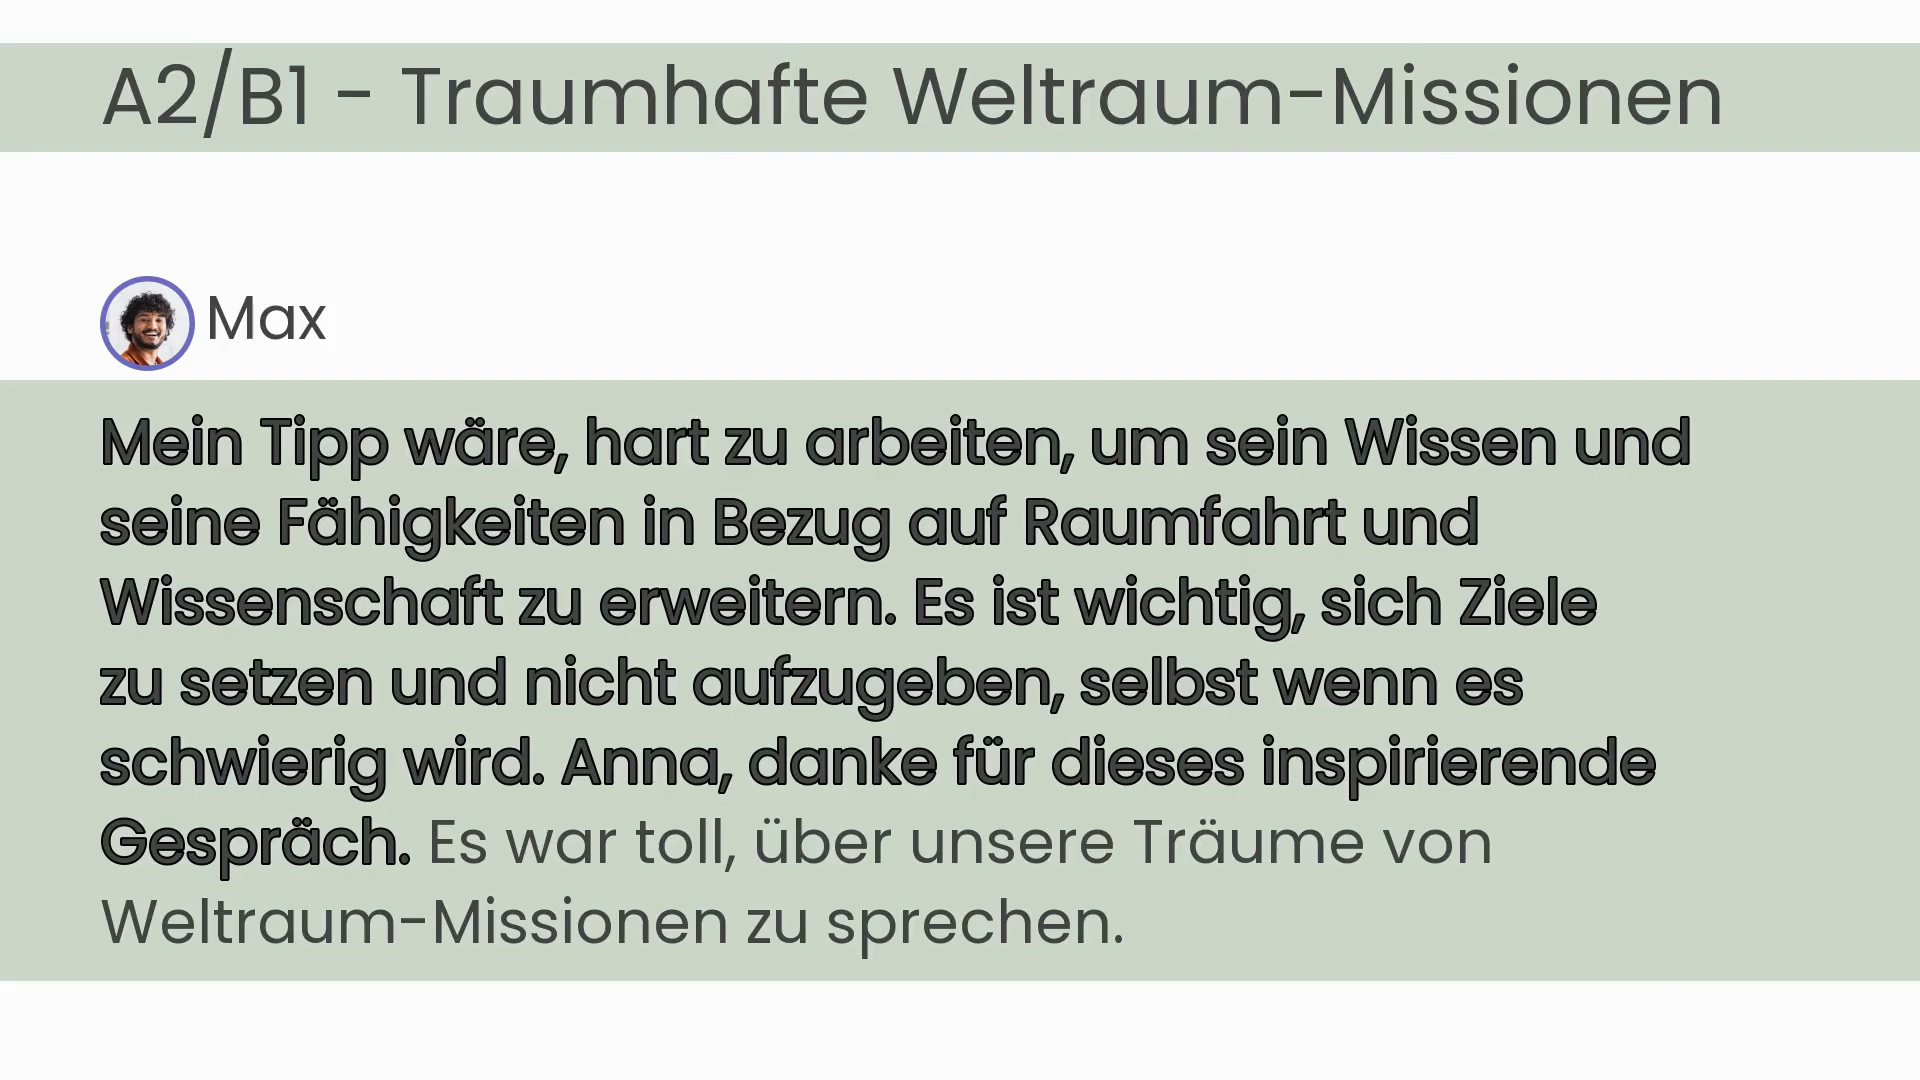 A2/B1 - Traumhafte Weltraum-Missionen
Max
Mein Tipp wäre, hart zu arbeiten, um sein Wissen und
seine Fähigkeiten in Bezug auf Raumfahrt und
Wissenschaft zu erweitern. Es ist wichtig, sich Ziele
zu setzen und nicht aufzugeben, selbst wenn es
schwierig wird. Anna, danke für dieses inspirierende
Gespräch. Es war toll, über unsere Träume von
Weltraum-Missionen zu sprechen.